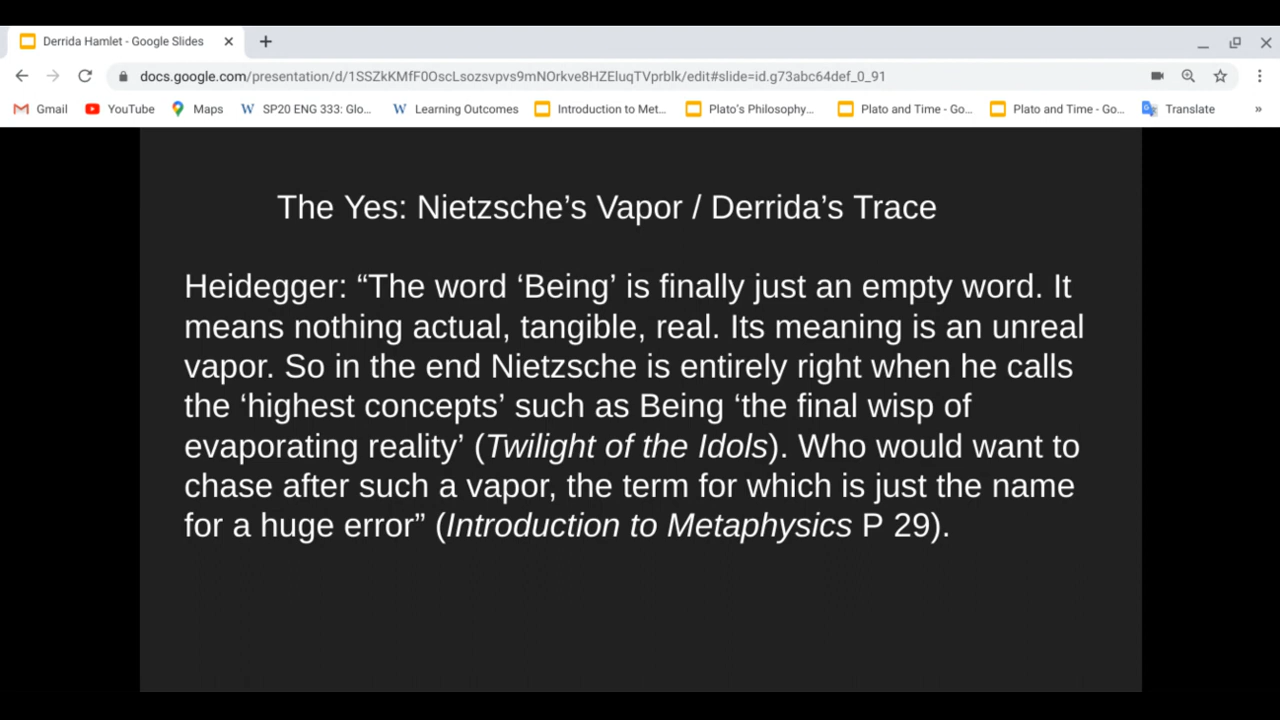 Derrida Hamlet - Google Slides
docs.google.com/presentation/d/1SSZkKMfF0OscLsozsvpvs9mNOrkve8HZEluqTVprblk/edit#slide=id.g73abc64def_0_91
Gmail YouTube Maps SP20 ENG 333: Glo... Learning Outcomes Introduction to Met... Plato's Philosophy... Plato and Time - Go... Plato and Time - Go... Translate »
The Yes: Nietzsche’s Vapor / Derrida’s Trace
Heidegger: “The word ‘Being’ is finally just an empty word. It
means nothing actual, tangible, real. Its meaning is an unreal
vapor. So in the end Nietzsche is entirely right when he calls
the ‘highest concepts’ such as Being ‘the final wisp of
evaporating reality’ (Twilight of the Idols). Who would want to
chase after such a vapor, the term for which is just the name
for a huge error” (Introduction to Metaphysics P 29).